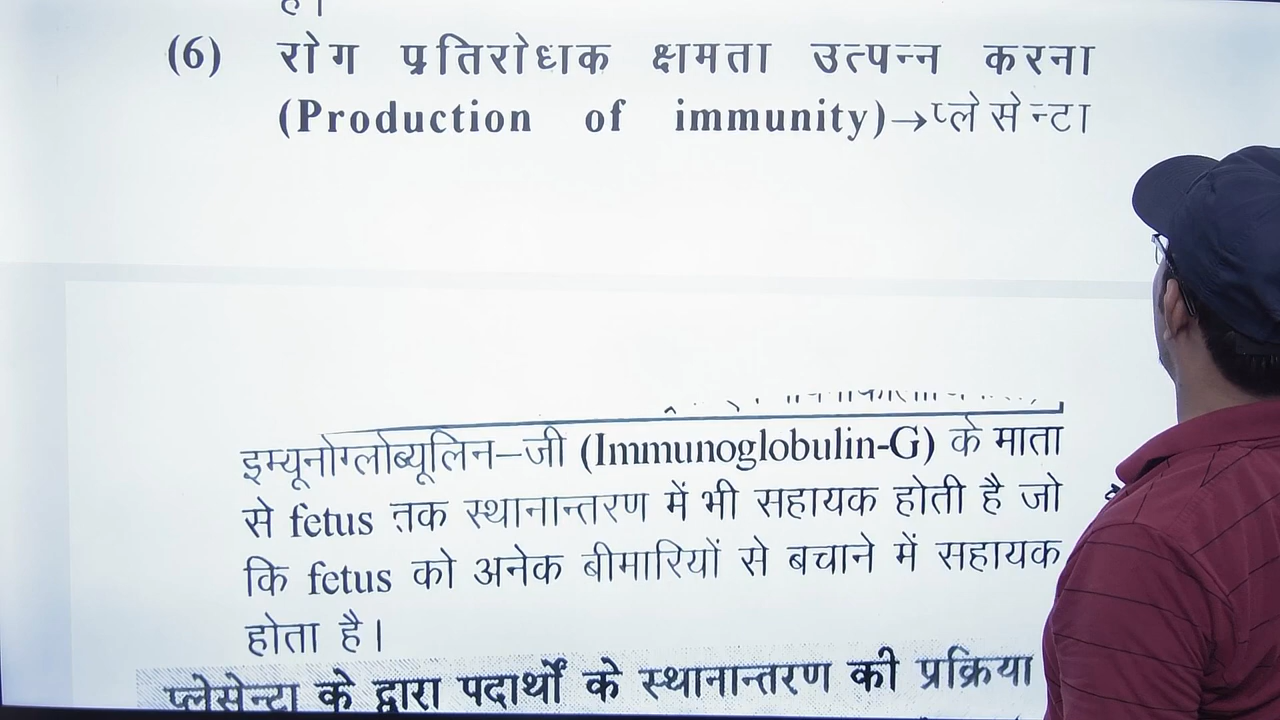 है।
(6) रोग प्रतिरोधक क्षमता उत्पन्न करना
(Production of immunity)→प्लेसेन्टा
इम्यूनोग्लोब्यूलिन–जी (Immunoglobulin-G) के माता
से fetus तक स्थानान्तरण में भी सहायक होती है जो
कि fetus को अनेक बीमारियों से बचाने में सहायक
होता है।
प्लेसेन्टा के द्वारा पदार्थों के स्थानान्तरण की प्रक्रिया